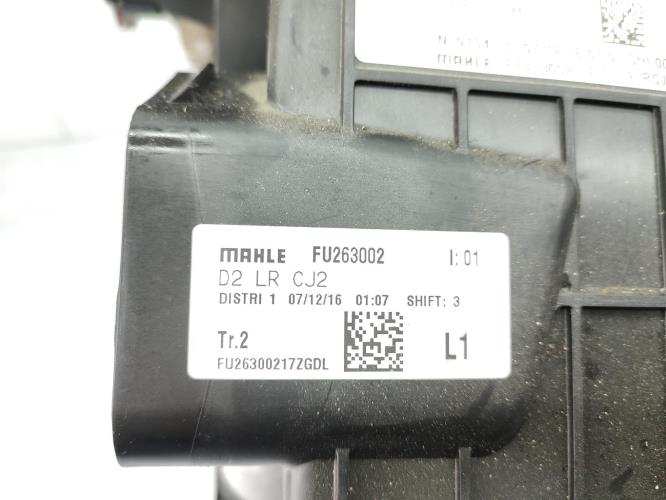 MAHLE FU263002 I: 01
D2 LR CJ2
DISTRI 1 07/12/16 01:07 SHIFT: 3
Tr.2 L1
FU26300217ZGDL